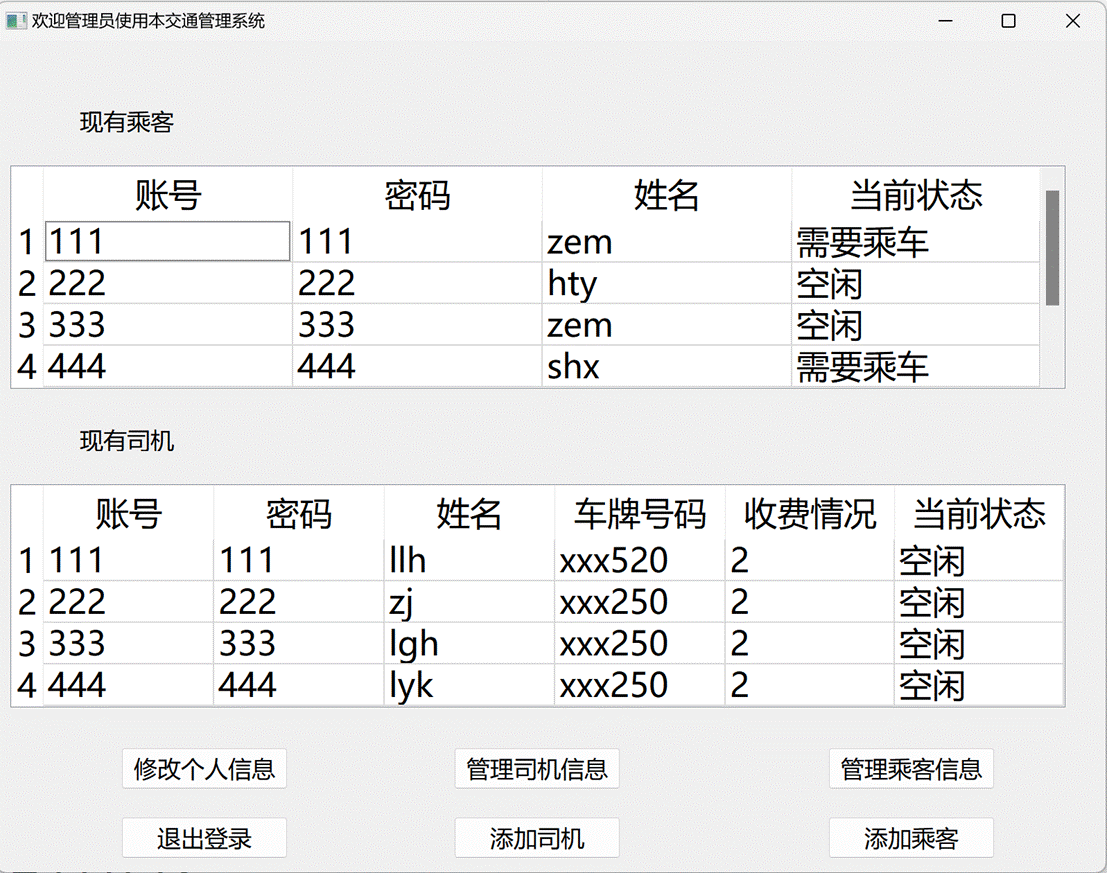 欢迎管理员使用本交通管理系统
现有乘客
账号 密码 姓名 当前状态
1 111 111 zem 需要乘车
2 222 222 hty 空闲
3 333 333 zem 空闲
4 444 444 shx 需要乘车
现有司机
账号 密码 姓名 车牌号码 收费情况 当前状态
1 111 111 llh xxx520 2 空闲
2 222 222 zj xxx250 2 空闲
3 333 333 lgh xxx250 2 空闲
4 444 444 lyk xxx250 2 空闲
修改个人信息 管理司机信息 管理乘客信息
退出登录 添加司机 添加乘客